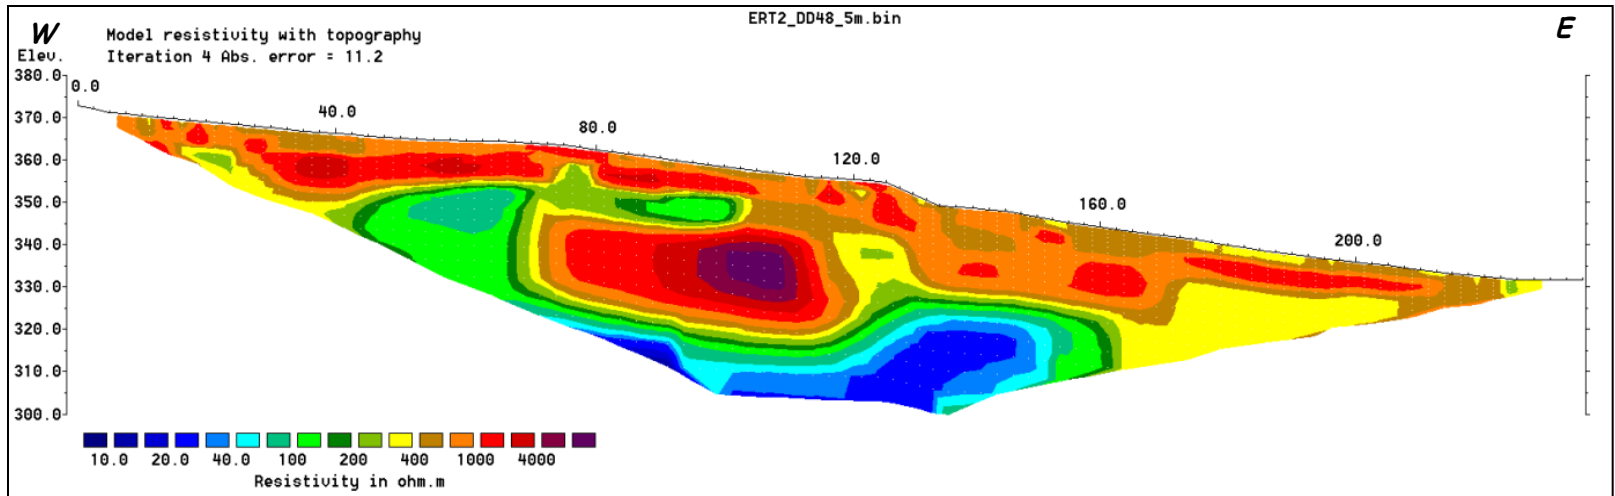 ERT2_DD48_5m.bin
W
E
Model resistivity with topography
Elev.
Iteration 4 Abs. error = 11.2
380.0
0.0
370.0
40.0
80.0
360.0
120.0
350.0
160.0
340.0
200.0
330.0
320.0
310.0
300.0
10.0 20.0 40.0 100 200 400 1000 4000
Resistivity in ohm.m